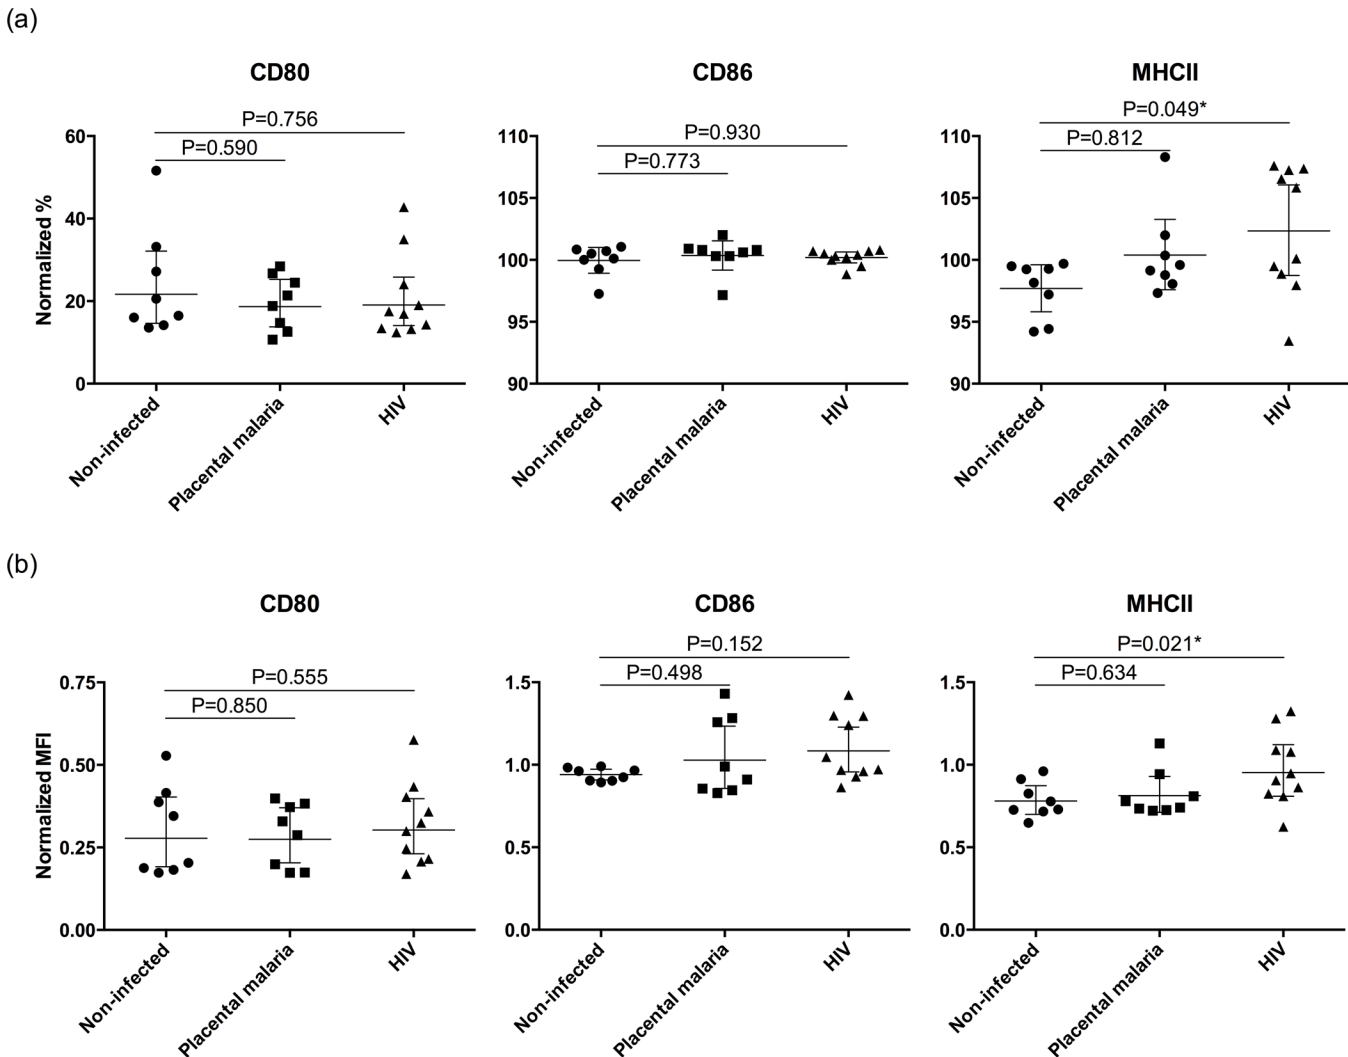 (a)
CD80
P=0.756
P=0.590
Normalized %
60
40
20
0
Non-infected
Placental malaria
HIV
CD86
P=0.930
P=0.773
110
105
100
95
90
Non-infected
Placental malaria
HIV
MHCII
P=0.049*
P=0.812
110
105
100
95
90
Non-infected
Placental malaria
HIV
(b)
CD80
P=0.555
P=0.850
Normalized MFI
0.75
0.50
0.25
0.00
Non-infected
Placental malaria
HIV
CD86
P=0.152
P=0.498
1.5
1.0
0.5
0.0
Non-infected
Placental malaria
HIV
MHCII
P=0.021*
P=0.634
1.5
1.0
0.5
0.0
Non-infected
Placental malaria
HIV